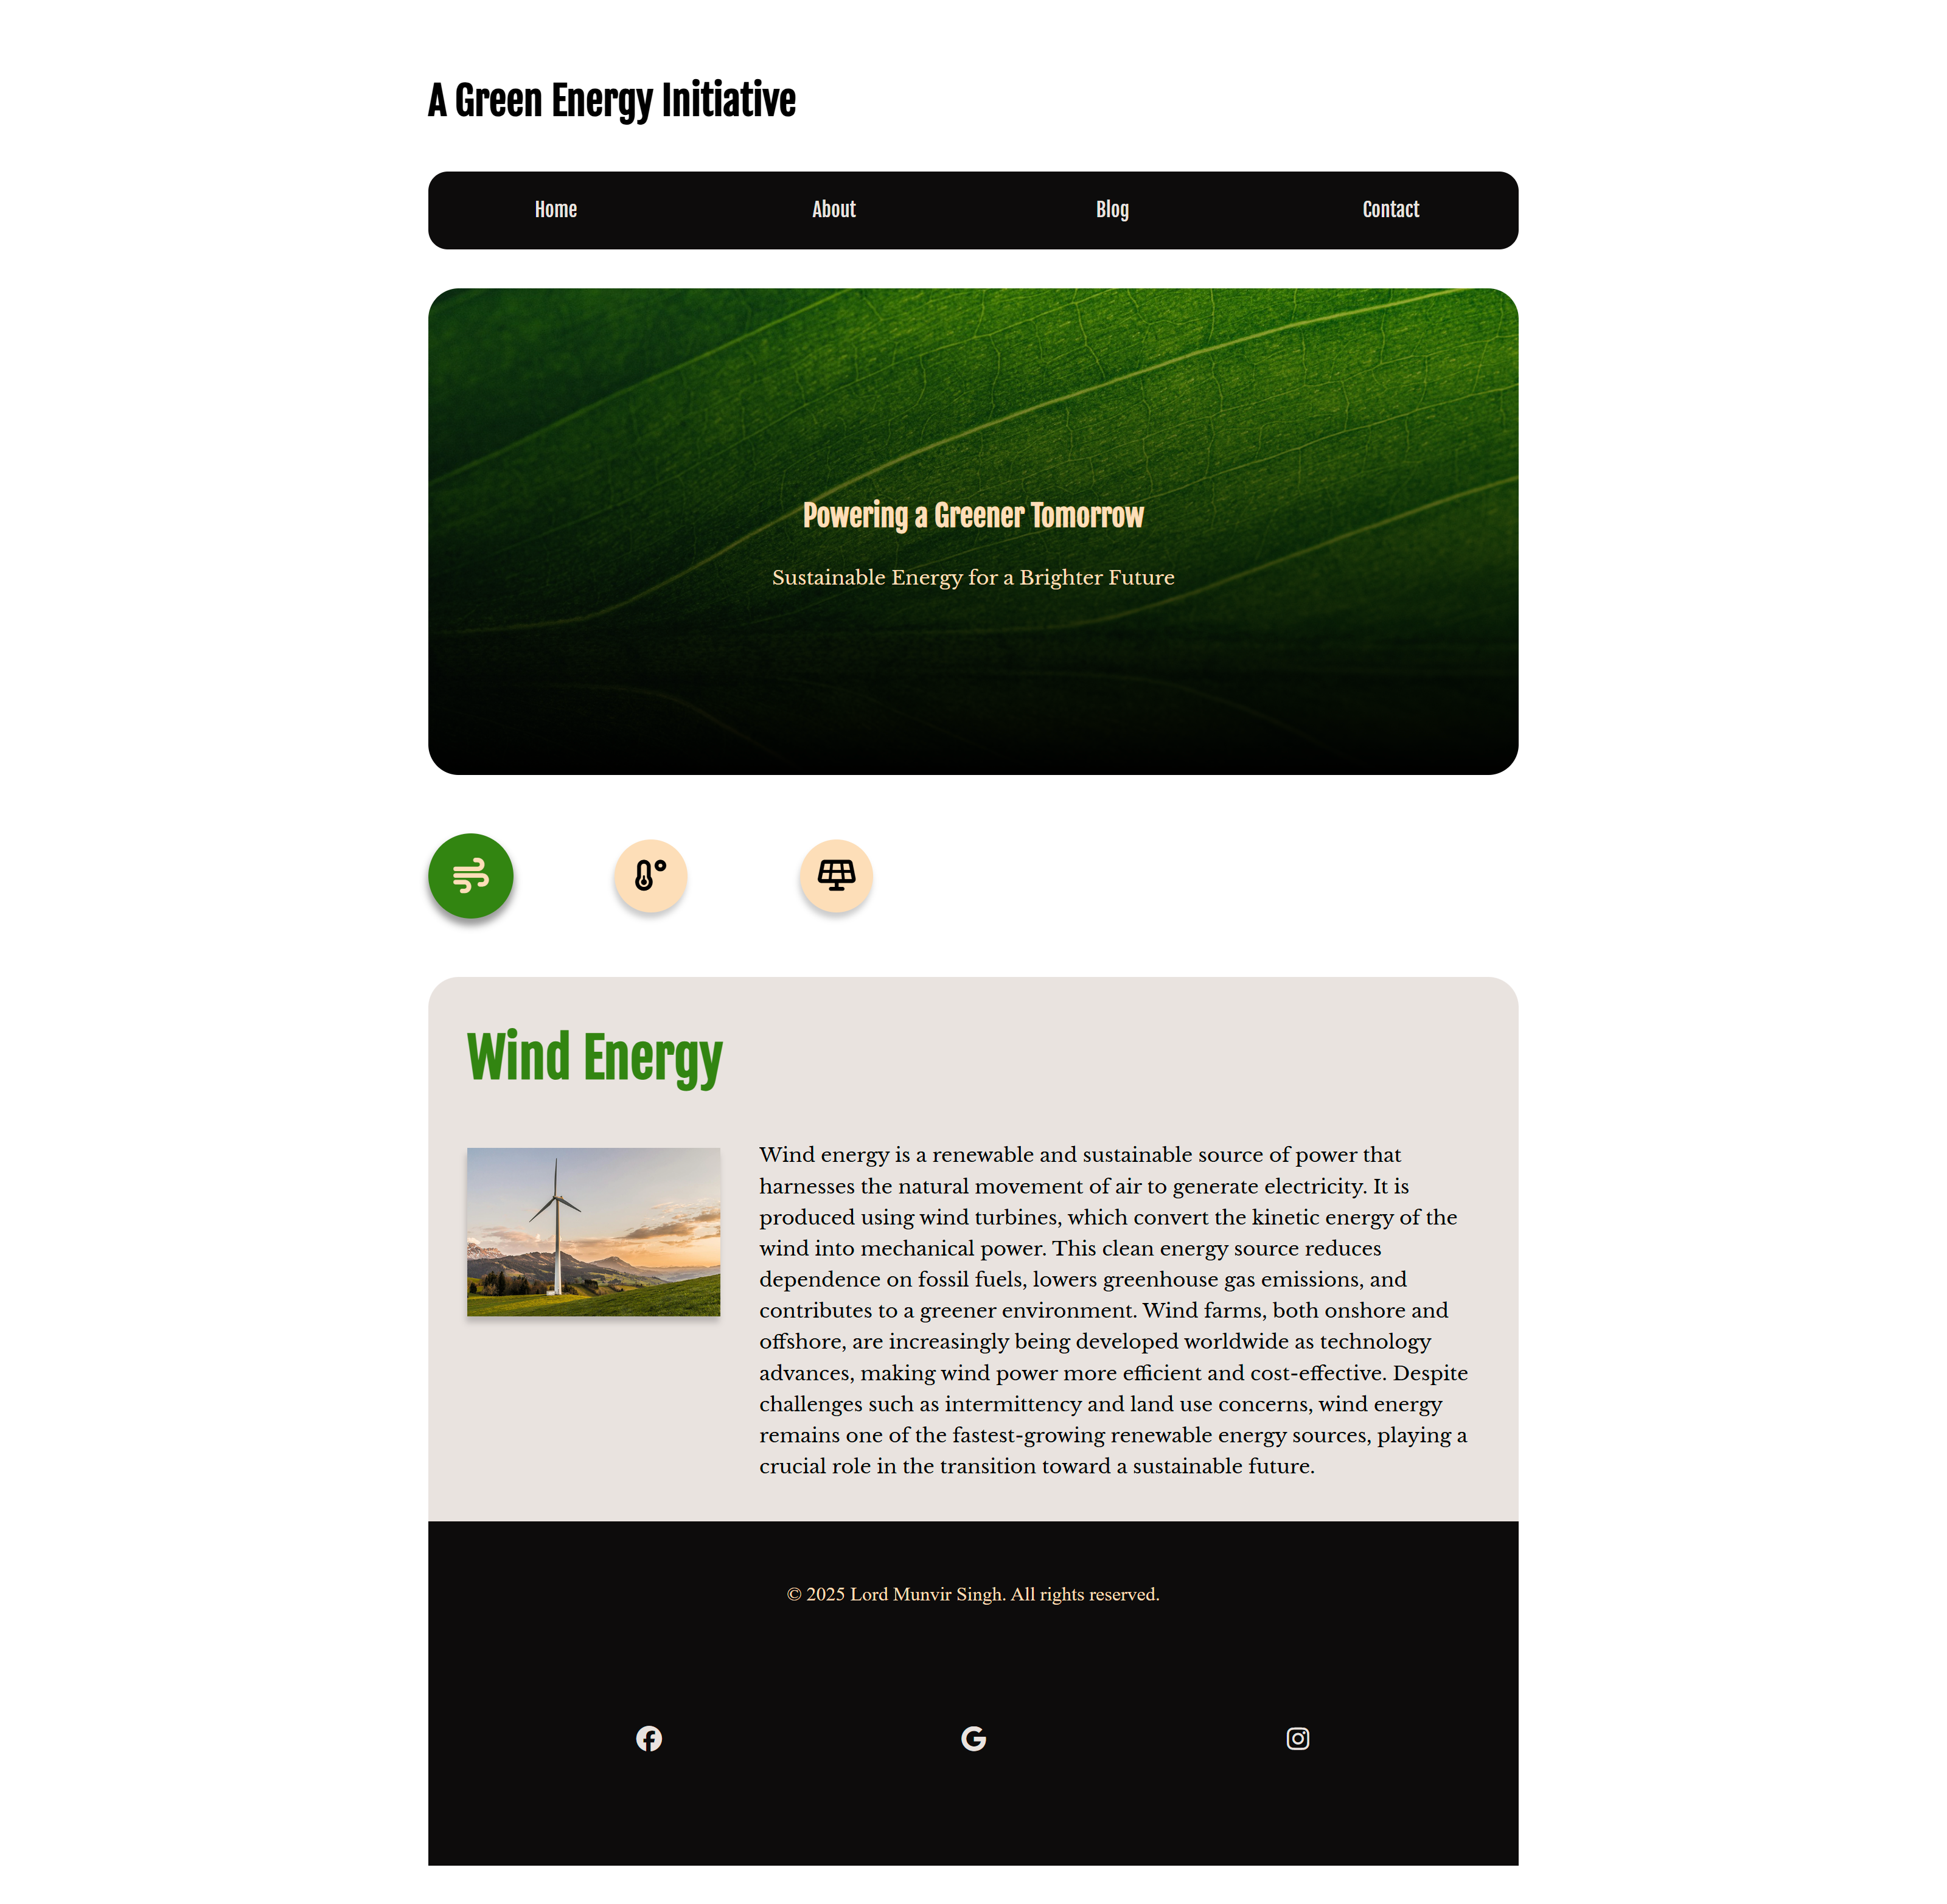 A Green Energy Initiative
Home About Blog Contact
Powering a Greener Tomorrow
Sustainable Energy for a Brighter Future
Wind Energy
Wind energy is a renewable and sustainable source of power that
harnesses the natural movement of air to generate electricity. It is
produced using wind turbines, which convert the kinetic energy of the
wind into mechanical power. This clean energy source reduces
dependence on fossil fuels, lowers greenhouse gas emissions, and
contributes to a greener environment. Wind farms, both onshore and
offshore, are increasingly being developed worldwide as technology
advances, making wind power more efficient and cost-effective. Despite
challenges such as intermittency and land use concerns, wind energy
remains one of the fastest-growing renewable energy sources, playing a
crucial role in the transition toward a sustainable future.
© 2025 Lord Munvir Singh. All rights reserved.